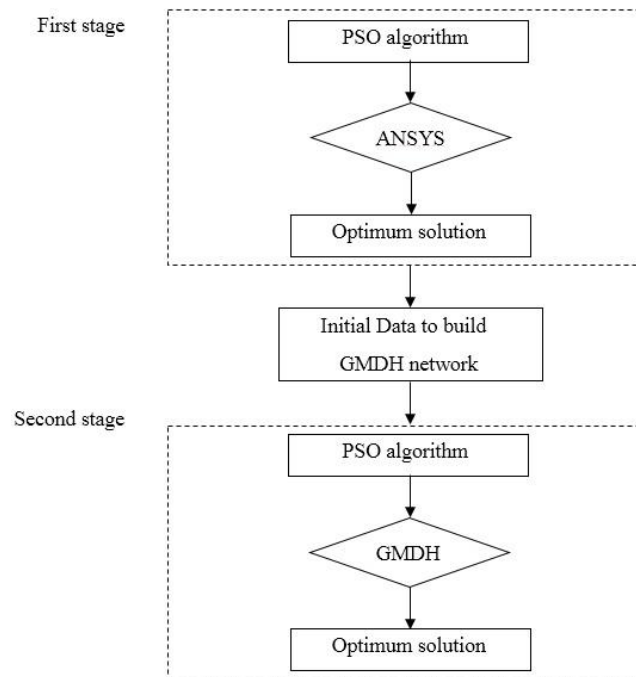 First stage
PSO algorithm
ANSYS
Optimum solution
Initial Data to build
GMDH network
Second stage
PSO algorithm
GMDH
Optimum solution